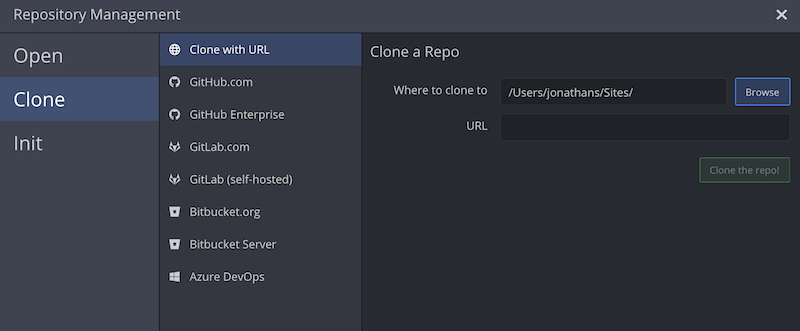 Repository Management
Open
Clone
Init
Clone with URL
GitHub.com
GitHub Enterprise
GitLab.com
GitLab (self-hosted)
Bitbucket.org
Bitbucket Server
Azure DevOps
Clone a Repo
Where to clone to
/Users/jonathans/Sites/
Browse
URL
Clone the repo!